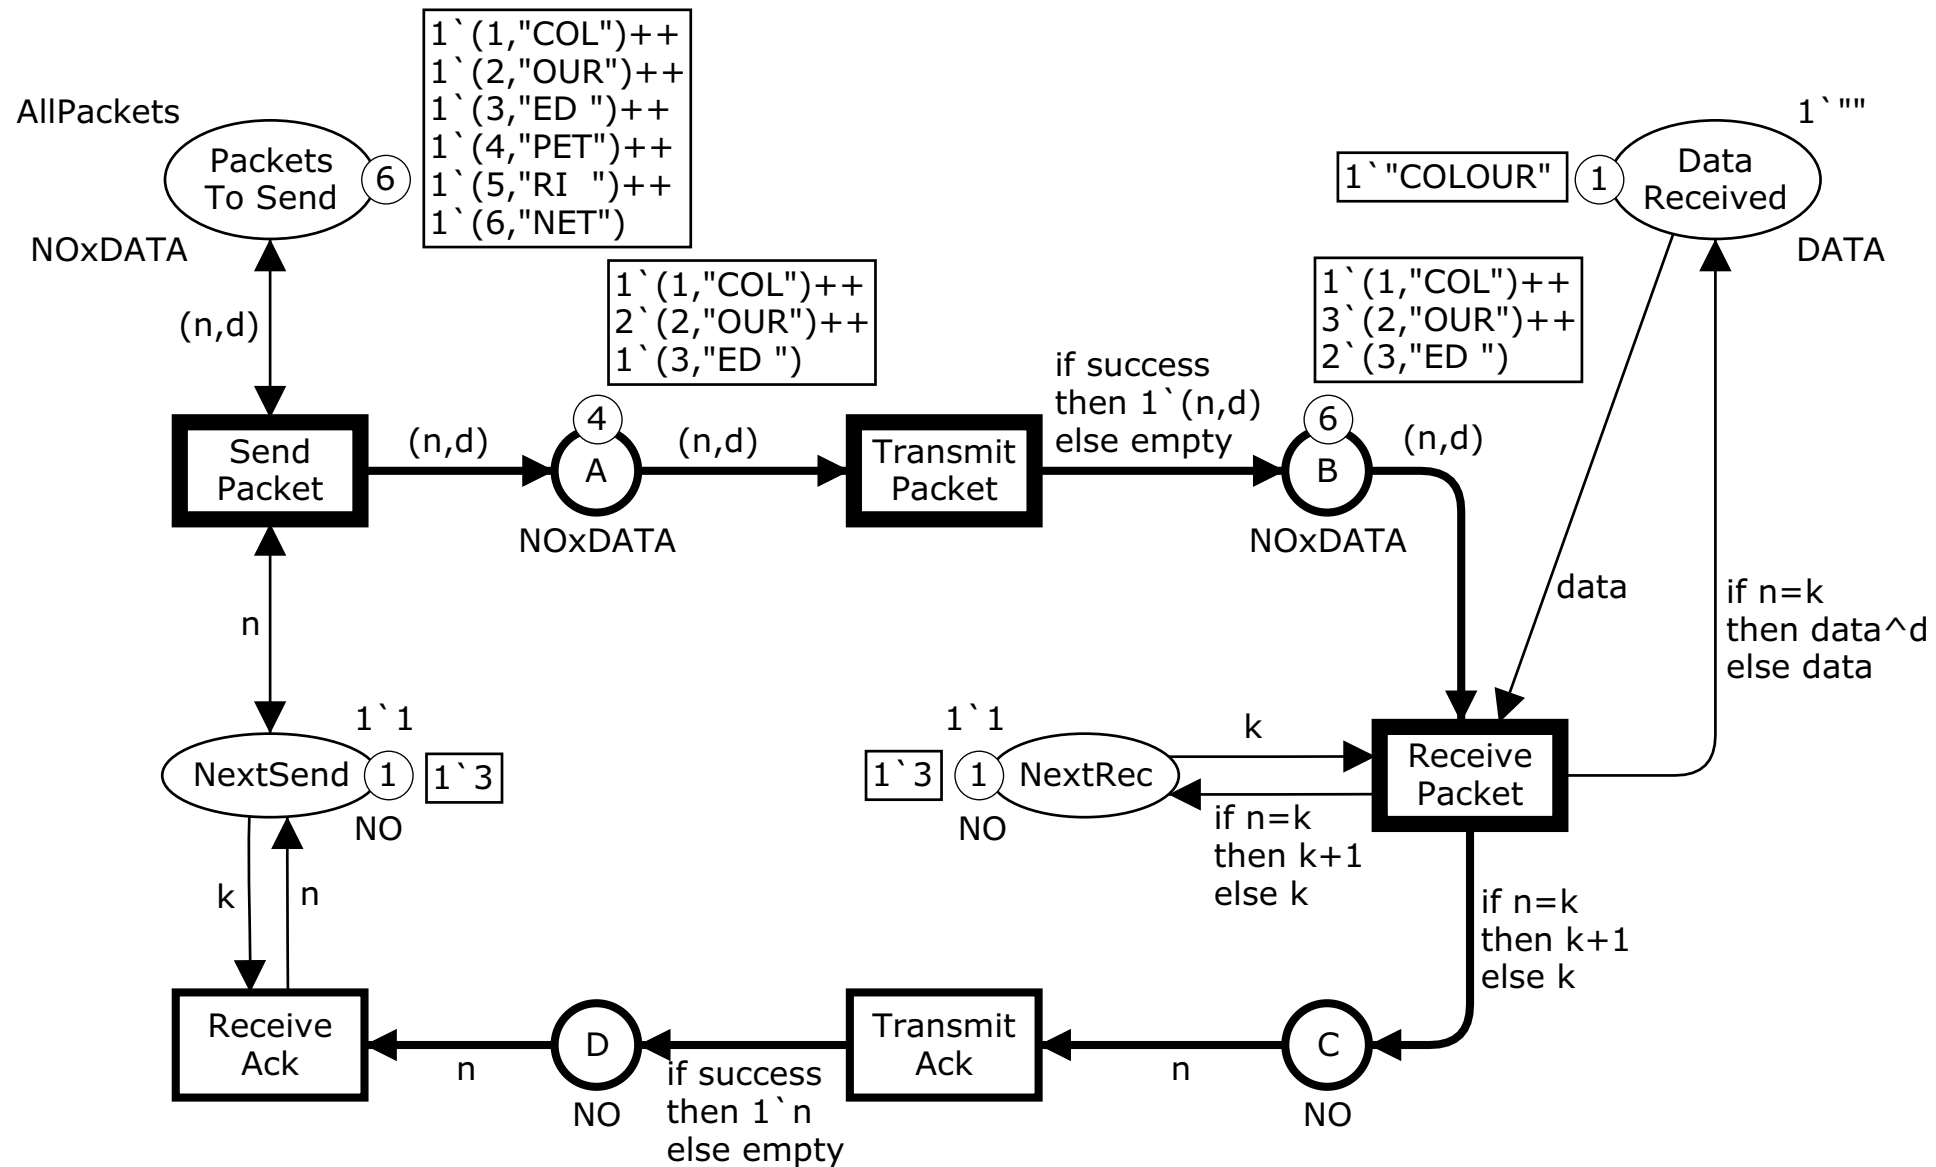 1`(1,"COL")++
1`(2,"OUR")++
1`(3,"ED ")++
1`(4,"PET")++
1`(5,"RI  ")++
1`(6,"NET")
AllPackets
Packets
To Send
6
NOxDATA
1`""
1`"COLOUR"
1
Data
Received
DATA
1`(1,"COL")++
2`(2,"OUR")++
1`(3,"ED ")
1`(1,"COL")++
3`(2,"OUR")++
2`(3,"ED ")
(n,d)
if success
then 1`(n,d)
else empty
Send
Packet
(n,d)
4
A
NOxDATA
(n,d)
Transmit
Packet
6
B
NOxDATA
(n,d)
data
if n=k
then data^d
else data
n
1`1
NextSend
1
1`3
NO
1`1
1`3
1
NextRec
NO
k
if n=k
then k+1
else k
Receive
Packet
if n=k
then k+1
else k
k
n
Receive
Ack
n
D
NO
if success
then 1`n
else empty
Transmit
Ack
n
C
NO